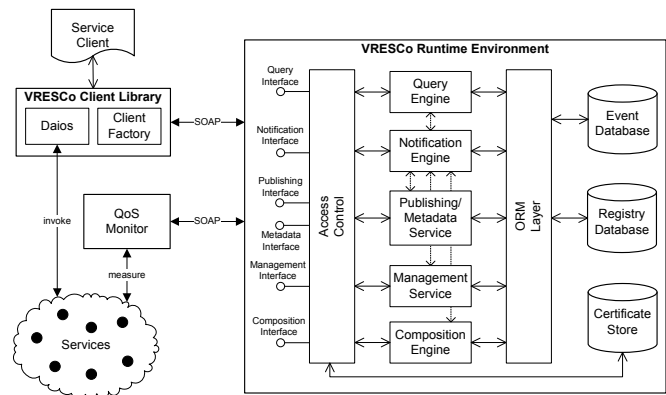 Service
Client
VRESCo Client Library
Daios
Client
Factory
SOAP
invoke
QoS
Monitor
SOAP
measure
Services
VRESCo Runtime Environment
Query
Interface
Notification
Interface
Publishing
Interface
Metadata
Interface
Management
Interface
Composition
Interface
Access
Control
Query
Engine
Notification
Engine
Publishing/
Metadata
Service
Management
Service
Composition
Engine
ORM
Layer
Event
Database
Registry
Database
Certificate
Store